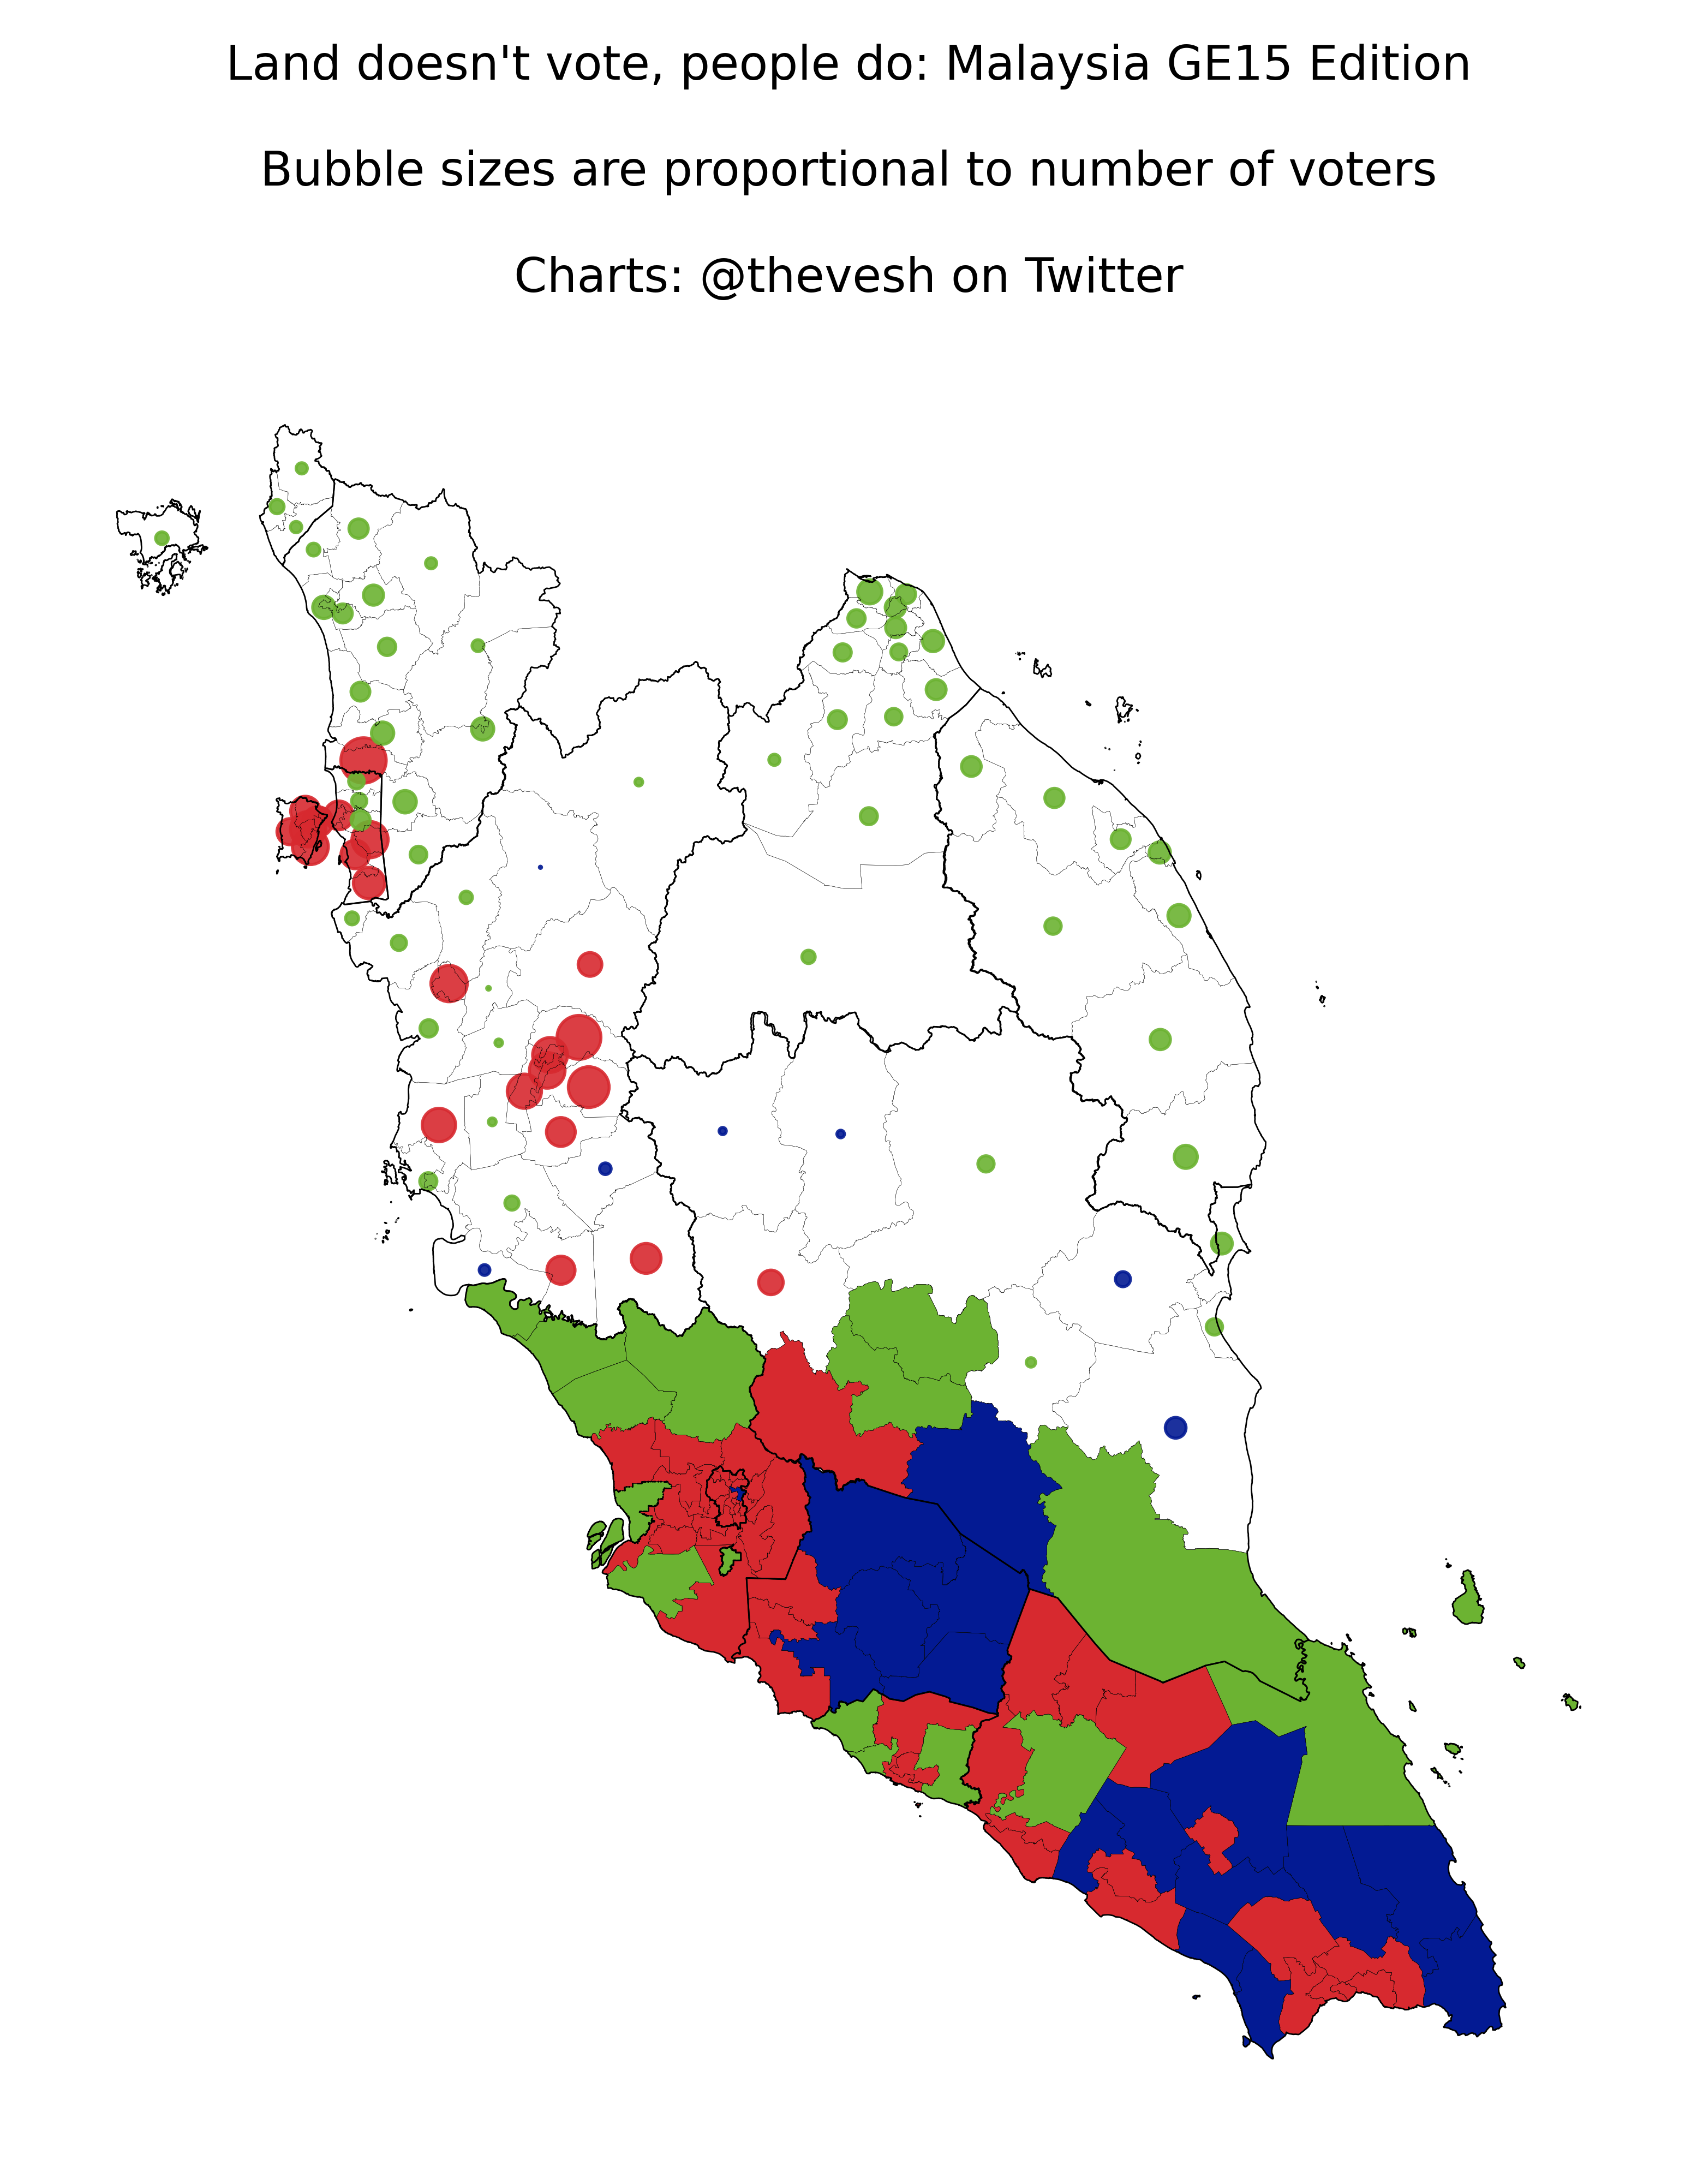 Land doesn't vote, people do: Malaysia GE15 Edition
Bubble sizes are proportional to number of voters
Charts: @thevesh on Twitter